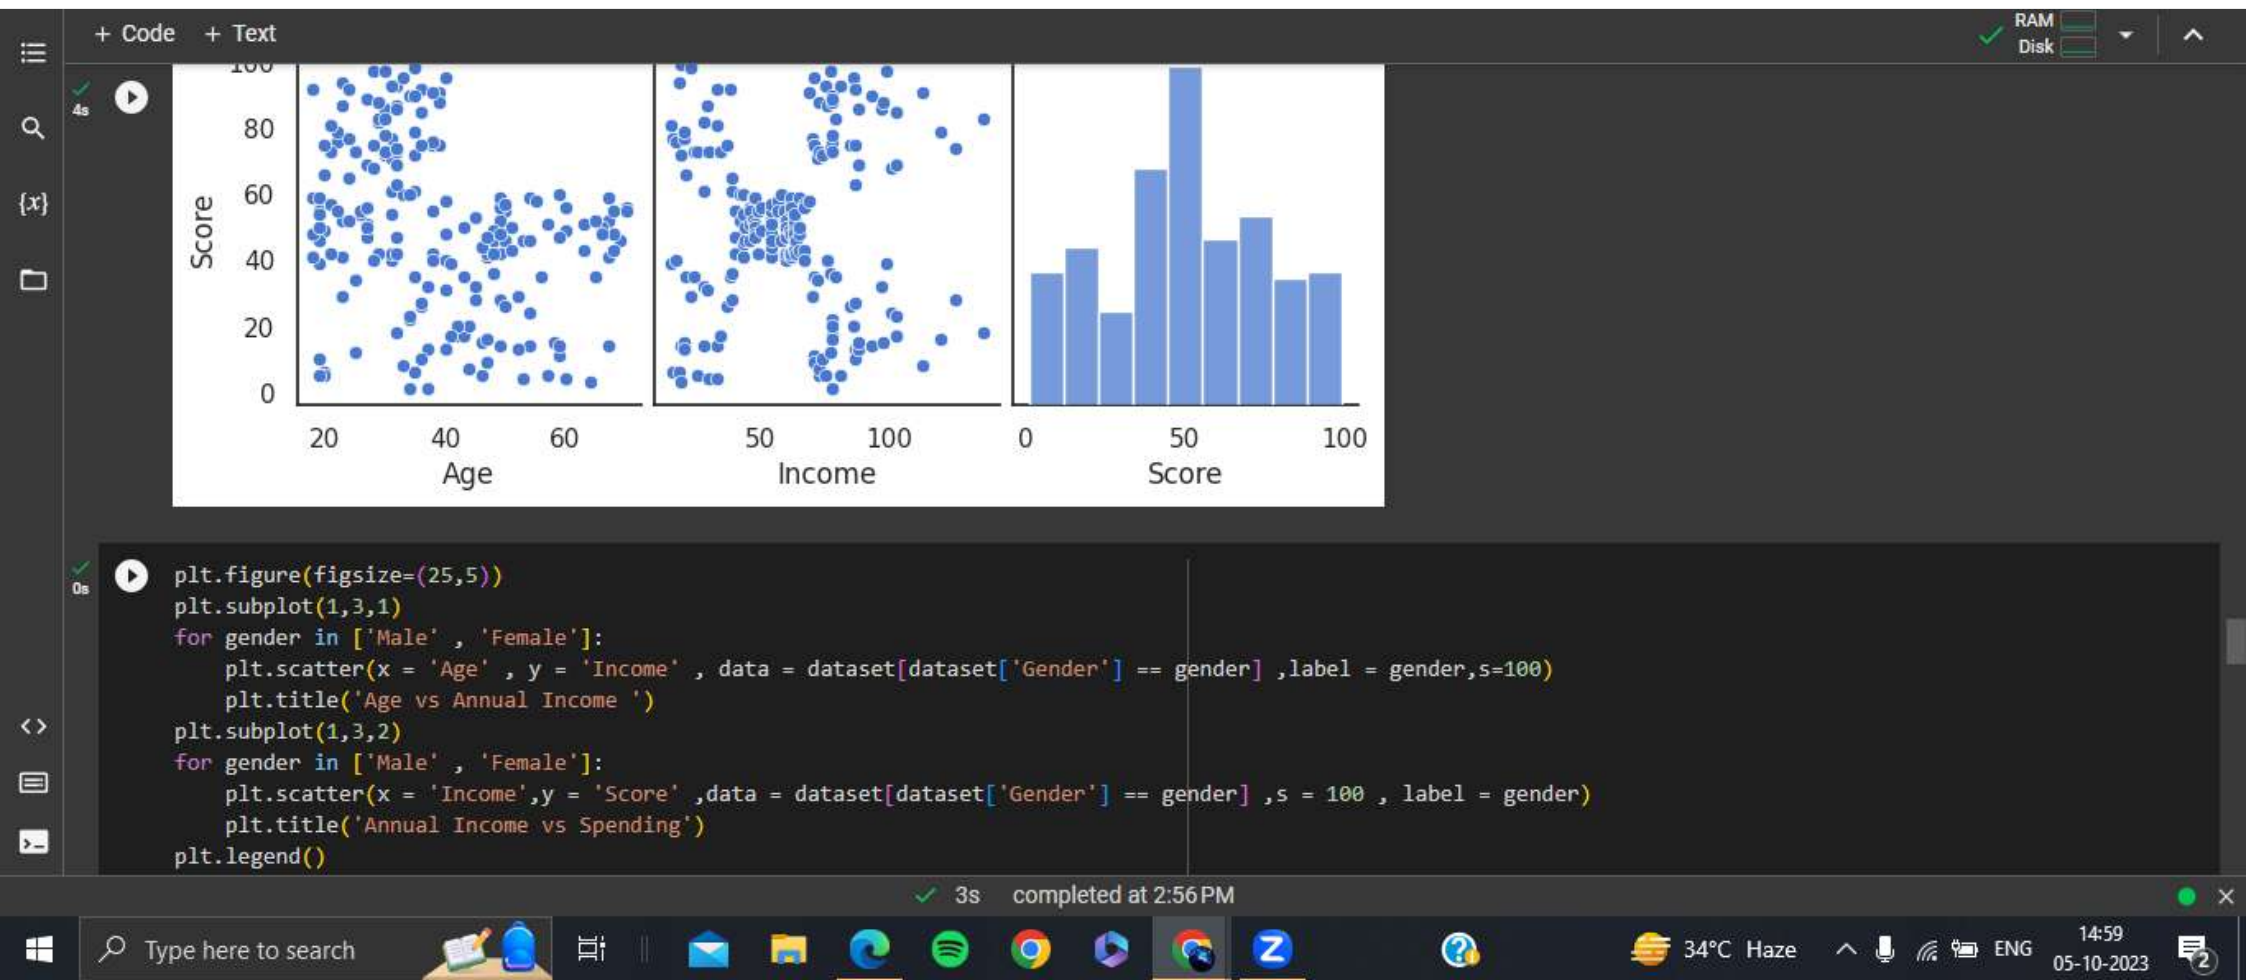 + Code + Text
RAM
Disk
4s
100
80
60
40
20
0
Score
20 40 60
Age
50 100
Income
0 50 100
Score
{x}
0s
plt.figure(figsize=(25,5))
plt.subplot(1,3,1)
for gender in ['Male' , 'Female']:
    plt.scatter(x = 'Age' , y = 'Income' , data = dataset[dataset['Gender'] == gender] ,label = gender,s=100)
    plt.title('Age vs Annual Income ')
plt.subplot(1,3,2)
for gender in ['Male' , 'Female']:
    plt.scatter(x = 'Income',y = 'Score' ,data = dataset[dataset['Gender'] == gender] ,s = 100 , label = gender)
    plt.title('Annual Income vs Spending')
plt.legend()
3s completed at 2:56 PM
Type here to search
Z
34°C Haze
ENG
14:59
05-10-2023
2